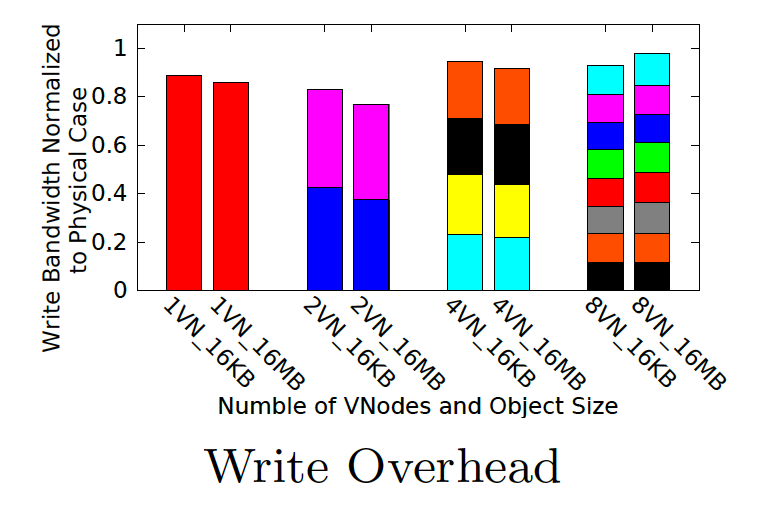 Write Bandwidth Normalized
to Physical Case
1
0.8
0.6
0.4
0.2
0
1VN_16KB
1VN_16MB
2VN_16KB
2VN_16MB
4VN_16KB
4VN_16MB
8VN_16KB
8VN_16MB
Numble of VNodes and Object Size
Write Overhead